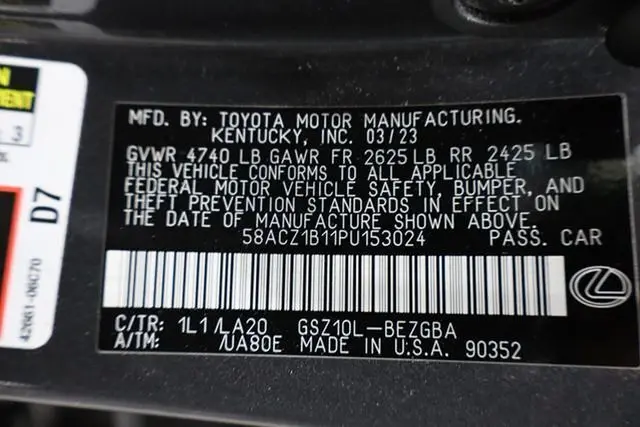 MFD. BY: TOYOTA MOTOR MANUFACTURING.
KENTUCKY, INC. 03/23
GVWR 4740 LB GAWR FR 2625 LB RR 2425 LB
THIS VEHICLE CONFORMS TO ALL APPLICABLE
FEDERAL MOTOR VEHICLE SAFETY, BUMPER, AND
THEFT PREVENTION STANDARDS IN EFFECT ON
THE DATE OF MANUFACTURE SHOWN ABOVE.
58ACZ1B11PU153024 PASS. CAR
C/TR: 1L1/LA20 GSZ10L-BEZGBA
A/TM: /UA80E MADE IN U.S.A. 90352
3
D7
42661-06C70